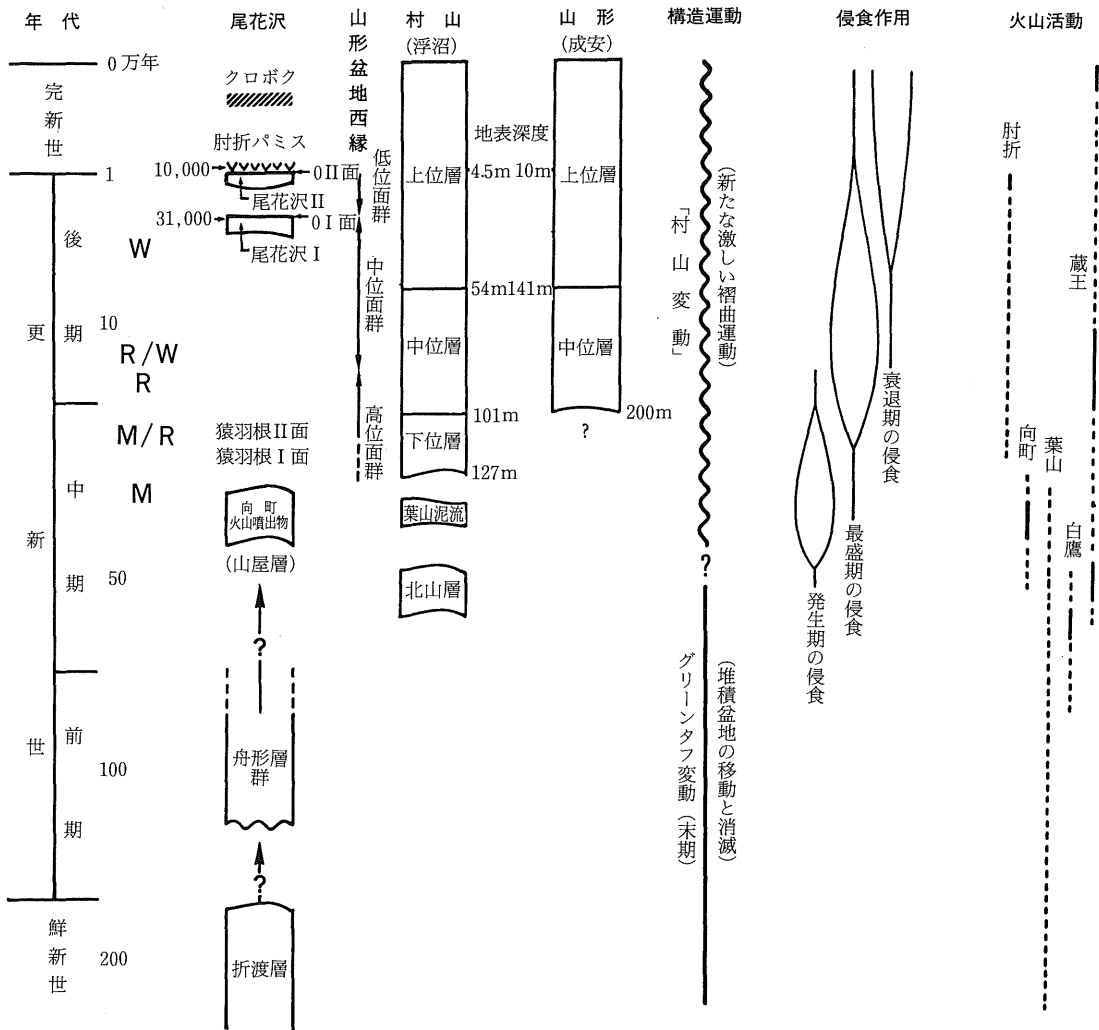 年代
尾花沢
山形盆地西縁
村山
(浮沼)
山形
(成安)
構造運動
侵食作用
火山活動
0万年
完新世
クロボク
肘折パミス
10,000
0II面
尾花沢II
31,000
0I面
尾花沢I
1
更新世
後期
W
10
R/W
R
M/R
M
中期
50
前期
100
鮮新世
200
猿羽根II面
猿羽根I面
向町
火山噴出物
(山屋層)
?
舟形層群
?
折渡層
低位面群
中位面群
高位面群
上位層
中位層
下位層
葉山泥流
北山層
地表深度
4.5m 10m
54m 141m
101m
127m
上位層
中位層
200m
?
「村山変動」
(新たな激しい褶曲運動)
?
グリーンタフ変動(末期)
(堆積盆地の移動と消滅)
発生期の侵食
最盛期の侵食
衰退期の侵食
肘折
向町
葉山
白鷹
蔵王